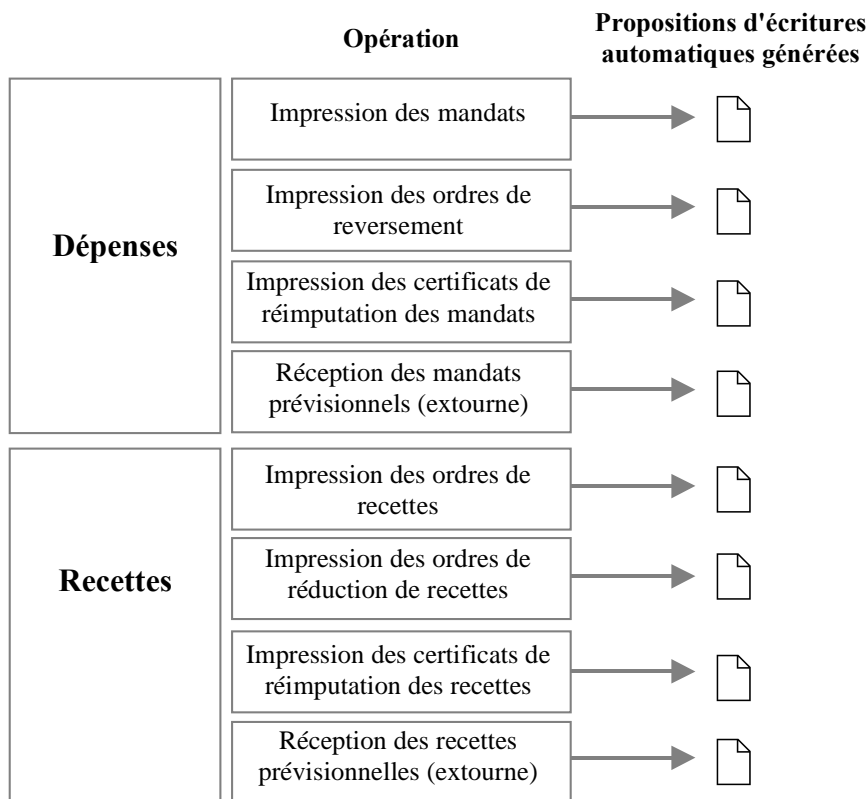 Opération
Propositions d'écritures
automatiques générées
Dépenses
Impression des mandats
Impression des ordres de
reversement
Impression des certificats de
réimputation des mandats
Réception des mandats
prévisionnels (extourne)
Recettes
Impression des ordres de
recettes
Impression des ordres de
réduction de recettes
Impression des certificats de
réimputation des recettes
Réception des recettes
prévisionnelles (extourne)